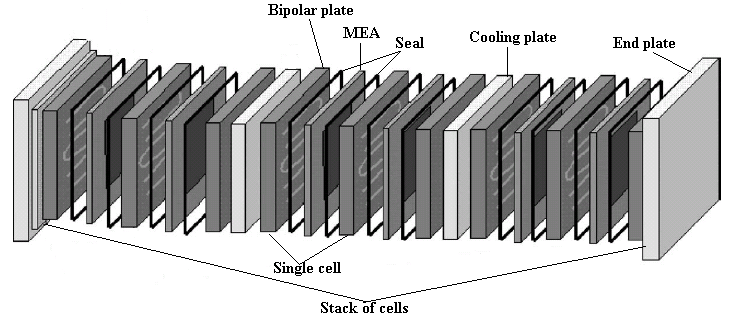 Bipolar plate
MEA
Seal
Cooling plate
End plate
Single cell
Stack of cells